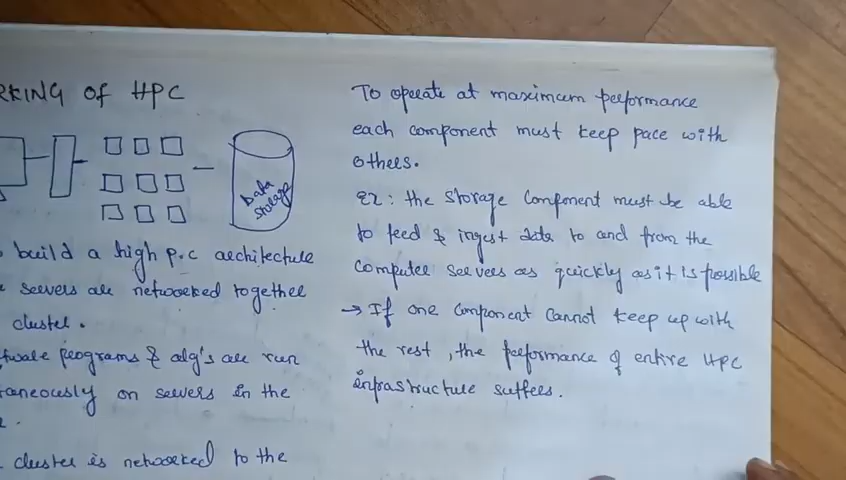 RKING of HPC
Data
Storage
build a high p.c architecture
servers are networked together
cluster.
tware programs & alg's are run
taneously on servers in the
cluster is networked to the
To operate at maximum performance
each component must keep pace with
others.
ex: the storage component must be able
to feed & ingest data to and from the
computer servers as quickly as it is possible
→ If one component cannot keep up with
the rest, the performance of entire HPC
infrastructure suffers.